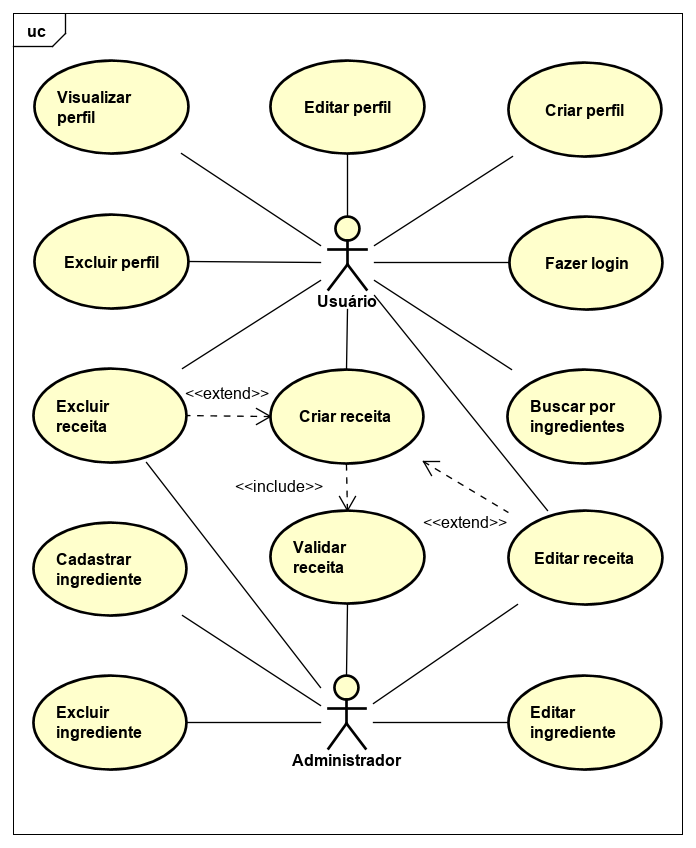 uc
Visualizar
perfil
Editar perfil
Criar perfil
Excluir perfil
Fazer login
Usuário
Excluir
receita
<<extend>>
Criar receita
Buscar por
ingredientes
<<include>>
<<extend>>
Cadastrar
ingrediente
Validar
receita
Editar receita
Excluir
ingrediente
Editar
ingrediente
Administrador